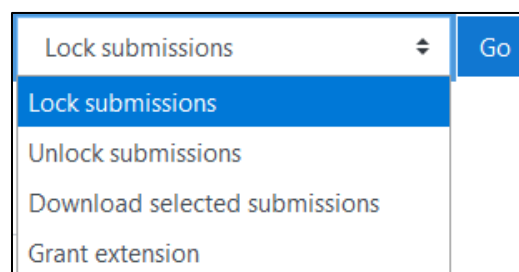 Lock submissions Go
Lock submissions
Unlock submissions
Download selected submissions
Grant extension